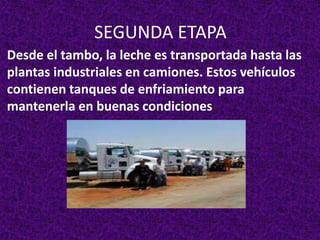 SEGUNDA ETAPA
Desde el tambo, la leche es transportada hasta las
plantas industriales en camiones. Estos vehículos
contienen tanques de enfriamiento para
mantenerla en buenas condiciones